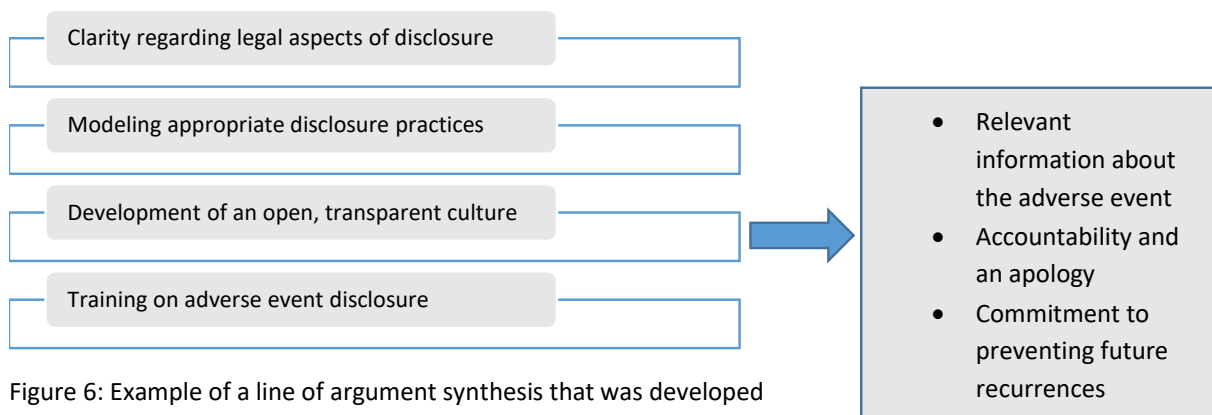 Clarity regarding legal aspects of disclosure
Modeling appropriate disclosure practices
Development of an open, transparent culture
Training on adverse event disclosure
• Relevant
information about
the adverse event
• Accountability and
an apology
• Commitment to
preventing future
recurrences
Figure 6: Example of a line of argument synthesis that was developed